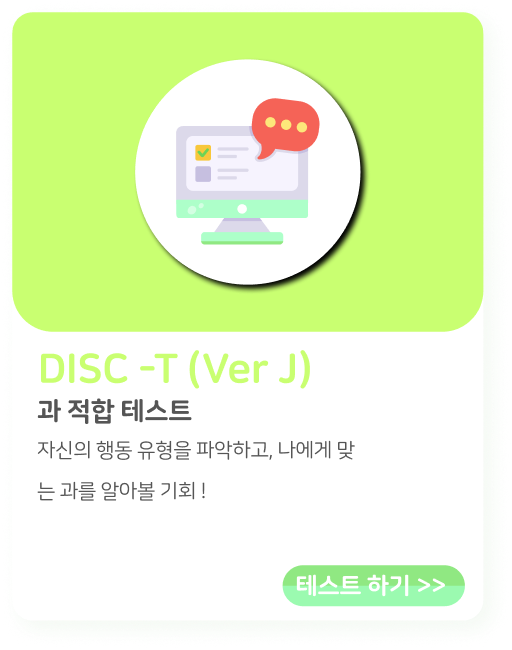 DISC -T (Ver J)
과 적합 테스트
자신의 행동 유형을 파악하고, 나에게 맞
는 과를 알아볼 기회 !
테스트 하기 >>